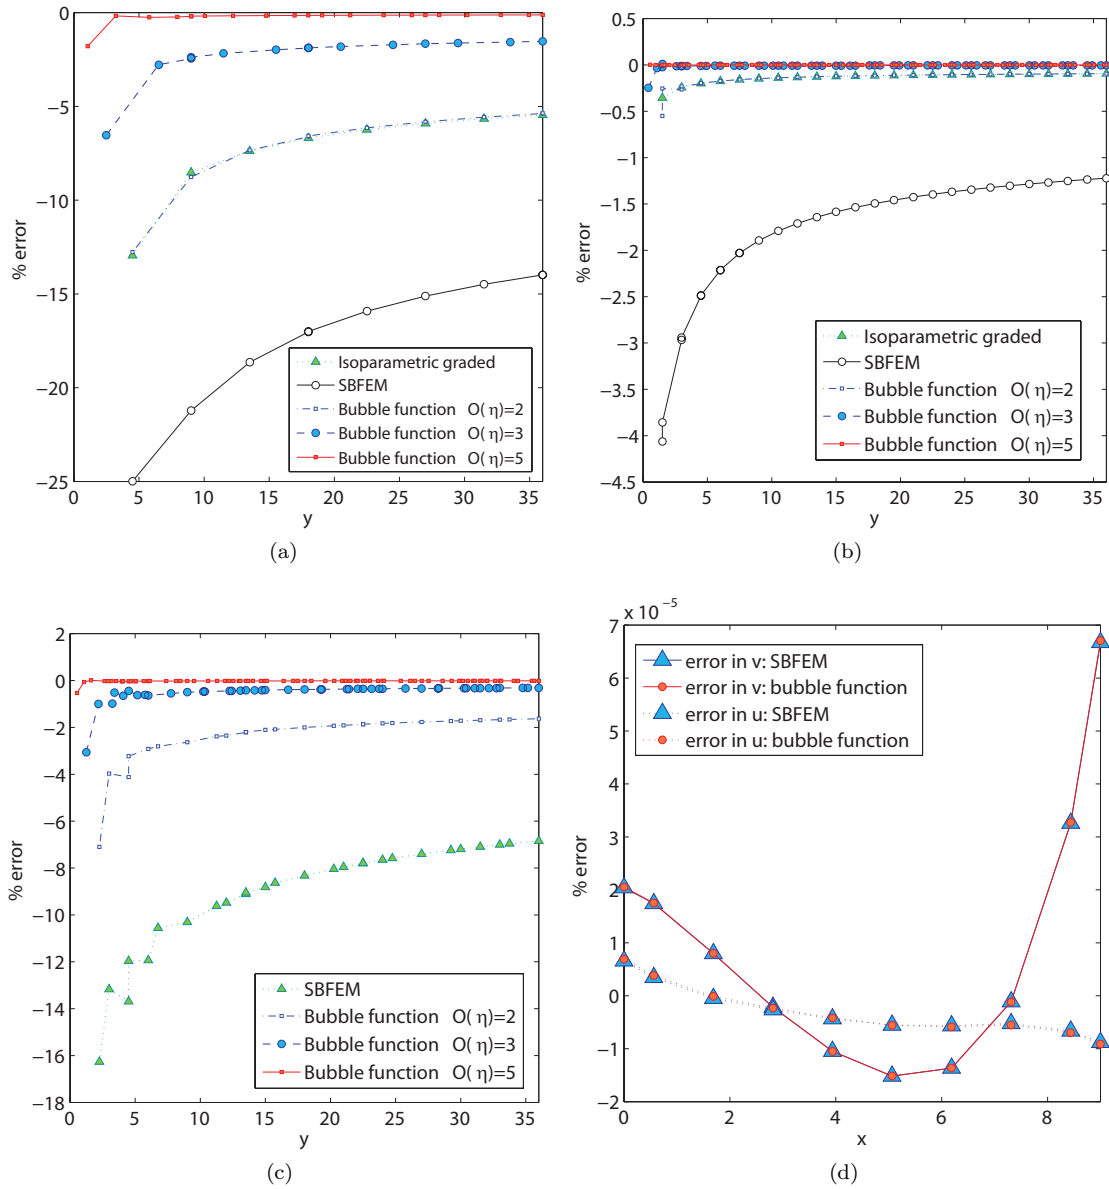 0
−5
−10
−15
−20
−25
% error
0 5 10 15 20 25 30 35
y
Isoparametric graded
SBFEM
Bubble function O( η)=2
Bubble function O( η)=3
Bubble function O( η)=5
(a)
0.5
0
−0.5
−1
−1.5
−2
−2.5
−3
−3.5
−4
−4.5
% error
0 5 10 15 20 25 30 35
y
Isoparametric graded
SBFEM
Bubble function O( η)=2
Bubble function O( η)=3
Bubble function O( η)=5
(b)
2
0
−2
−4
−6
−8
−10
−12
−14
−16
−18
% error
0 5 10 15 20 25 30 35
y
SBFEM
Bubble function O( η)=2
Bubble function O( η)=3
Bubble function O( η)=5
(c)
x 10 −5
7
6
5
4
3
2
1
0
−1
−2
% error
0 2 4 6 8
x
error in v: SBFEM
error in v: bubble function
error in u: SBFEM
error in u: bubble function
(d)